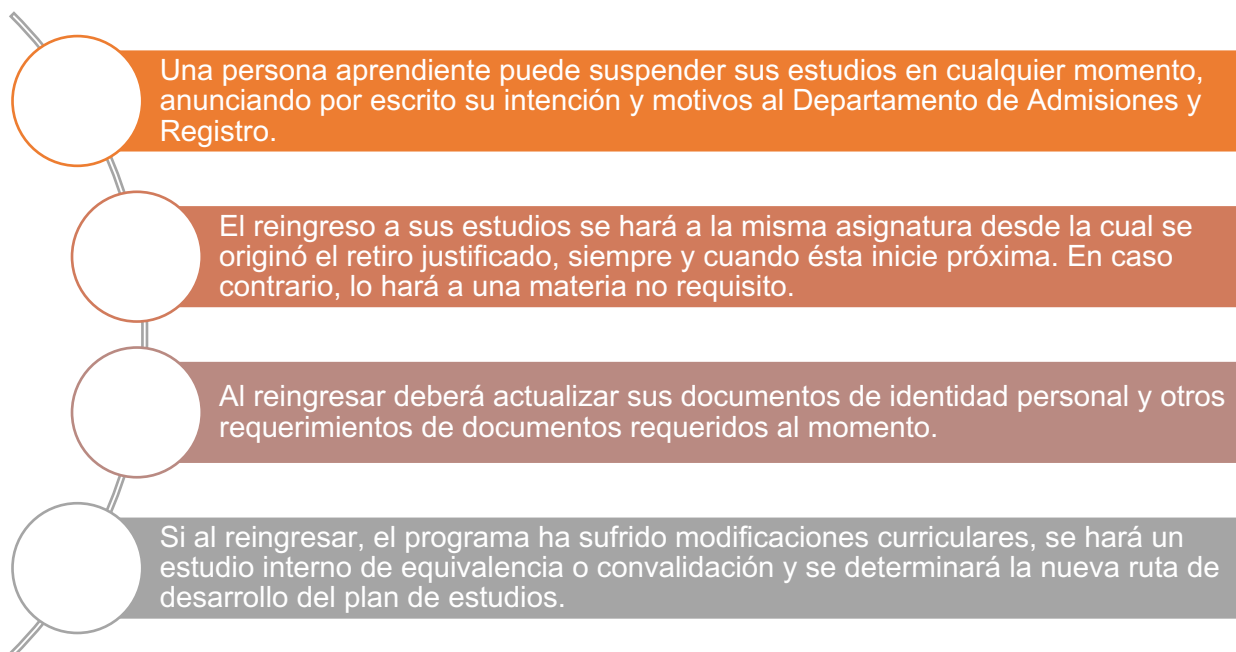 Una persona aprendiente puede suspender sus estudios en cualquier momento,
anunciando por escrito su intención y motivos al Departamento de Admisiones y
Registro.
El reingreso a sus estudios se hará a la misma asignatura desde la cual se
originó el retiro justificado, siempre y cuando ésta inicie próxima. En caso
contrario, lo hará a una materia no requisito.
Al reingresar deberá actualizar sus documentos de identidad personal y otros
requerimientos de documentos requeridos al momento.
Si al reingresar, el programa ha sufrido modificaciones curriculares, se hará un
estudio interno de equivalencia o convalidación y se determinará la nueva ruta de
desarrollo del plan de estudios.